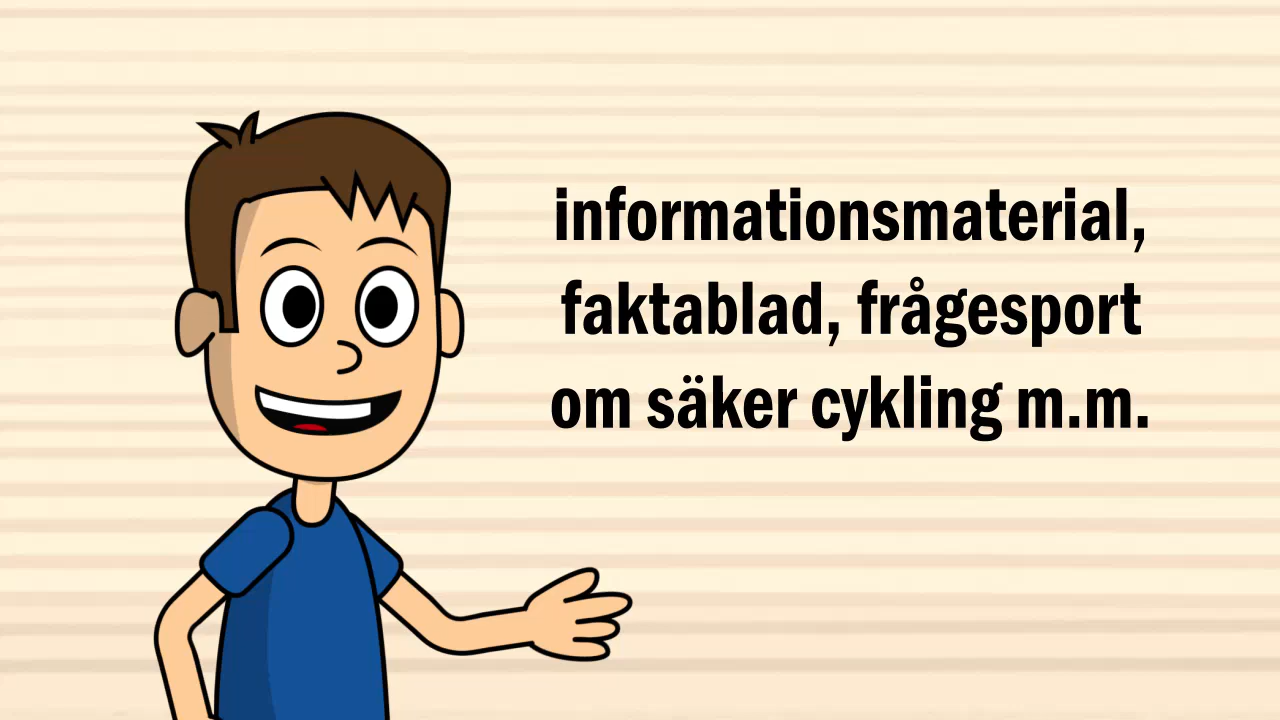 informationsmaterial,
faktablad, frågesport
om säker cykling m.m.